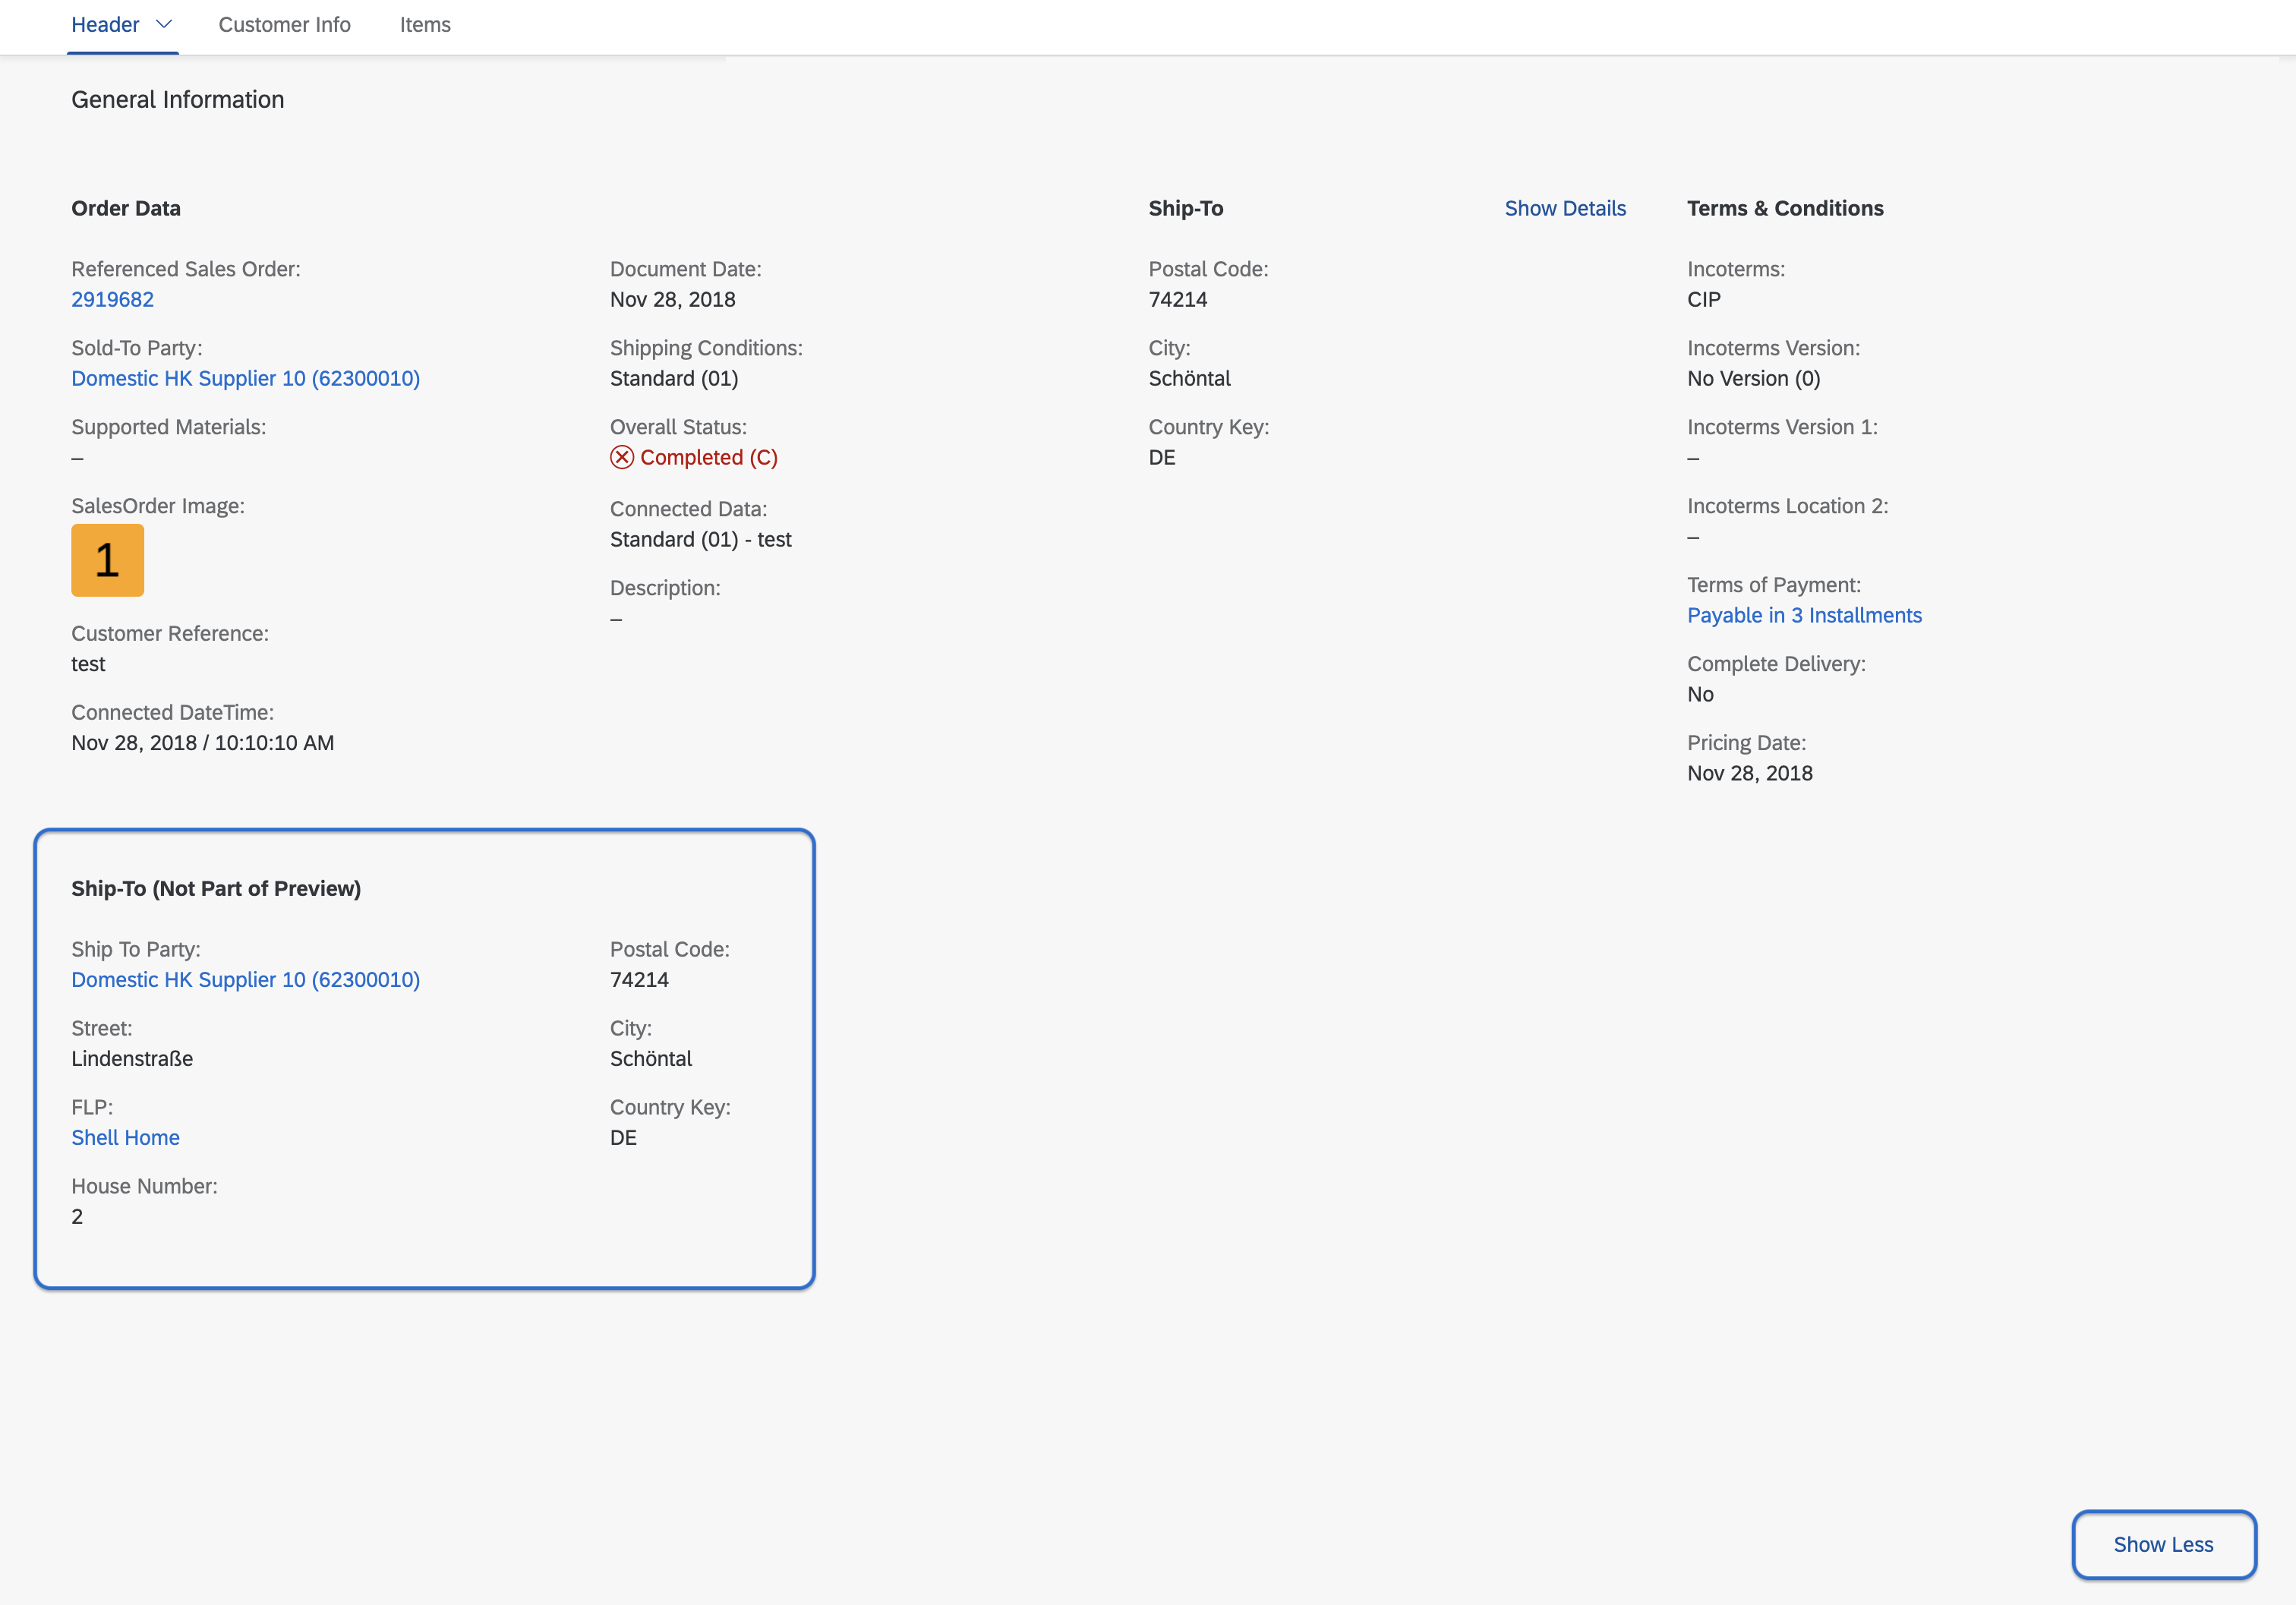 Header
Customer Info
Items
General Information
Order Data
Referenced Sales Order:
2919682
Sold-To Party:
Domestic HK Supplier 10 (62300010)
Supported Materials:
–
SalesOrder Image:
1
Customer Reference:
test
Connected DateTime:
Nov 28, 2018 / 10:10:10 AM
Document Date:
Nov 28, 2018
Shipping Conditions:
Standard (01)
Overall Status:
Completed (C)
Connected Data:
Standard (01) - test
Description:
–
Ship-To
Show Details
Postal Code:
74214
City:
Schöntal
Country Key:
DE
Terms & Conditions
Incoterms:
CIP
Incoterms Version:
No Version (0)
Incoterms Version 1:
–
Incoterms Location 2:
–
Terms of Payment:
Payable in 3 Installments
Complete Delivery:
No
Pricing Date:
Nov 28, 2018
Ship-To (Not Part of Preview)
Ship To Party:
Domestic HK Supplier 10 (62300010)
Street:
Lindenstraße
FLP:
Shell Home
House Number:
2
Postal Code:
74214
City:
Schöntal
Country Key:
DE
Show Less